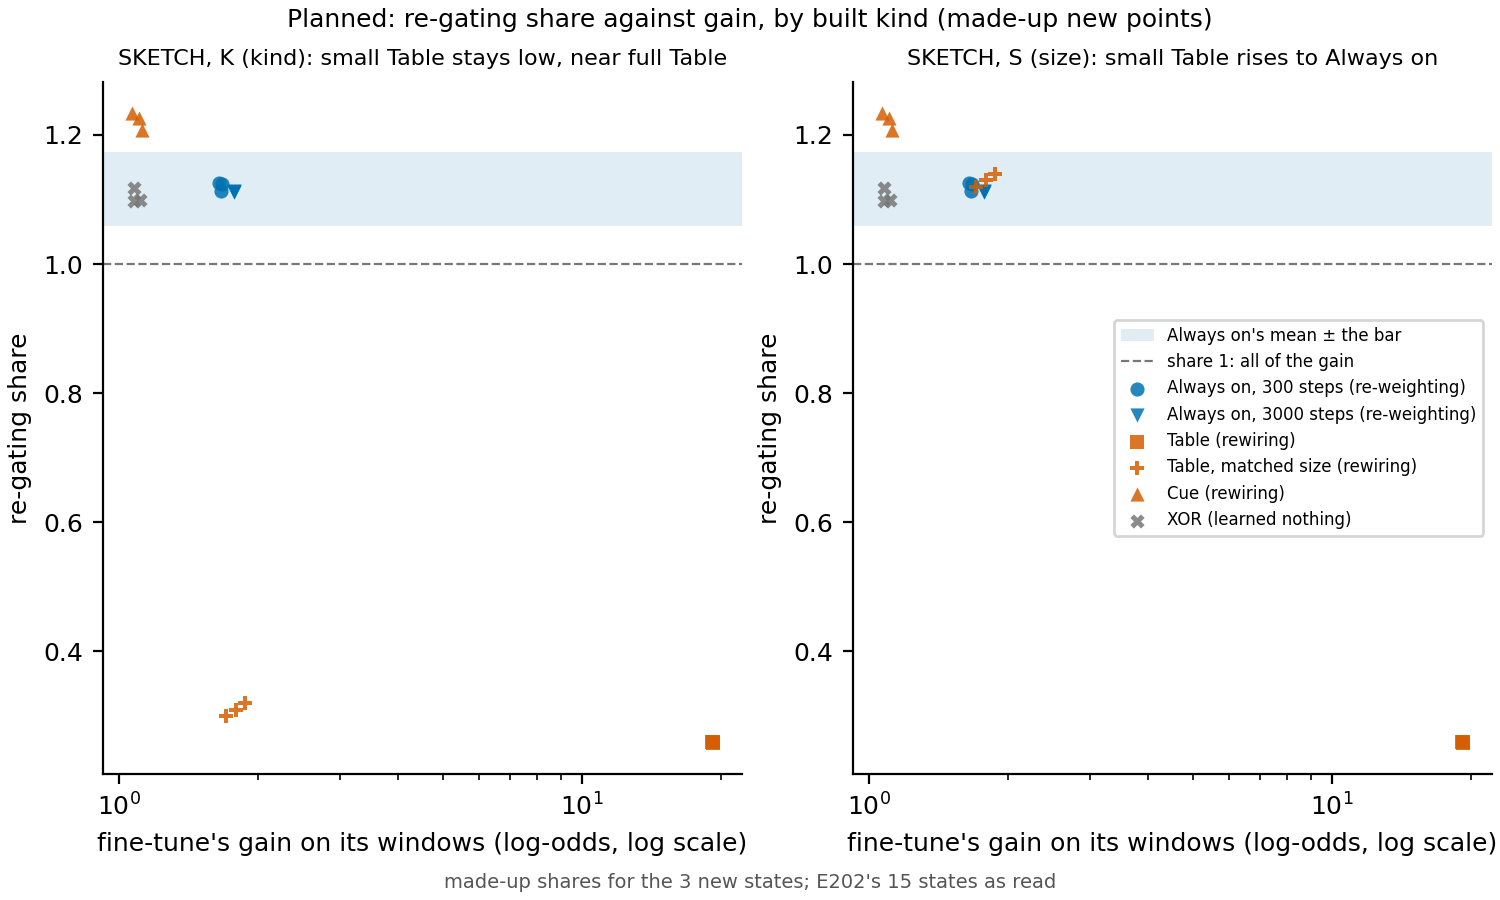 Planned: re-gating share against gain, by built kind (made-up new points)
SKETCH, K (kind): small Table stays low, near full Table
re-gating share
1.2
1.0
0.8
0.6
0.4
10⁰
10¹
fine-tune's gain on its windows (log-odds, log scale)
SKETCH, S (size): small Table rises to Always on
re-gating share
1.2
1.0
0.8
0.6
0.4
Always on's mean ± the bar
share 1: all of the gain
Always on, 300 steps (re-weighting)
Always on, 3000 steps (re-weighting)
Table (rewiring)
Table, matched size (rewiring)
Cue (rewiring)
XOR (learned nothing)
10⁰
10¹
fine-tune's gain on its windows (log-odds, log scale)
made-up shares for the 3 new states; E202's 15 states as read